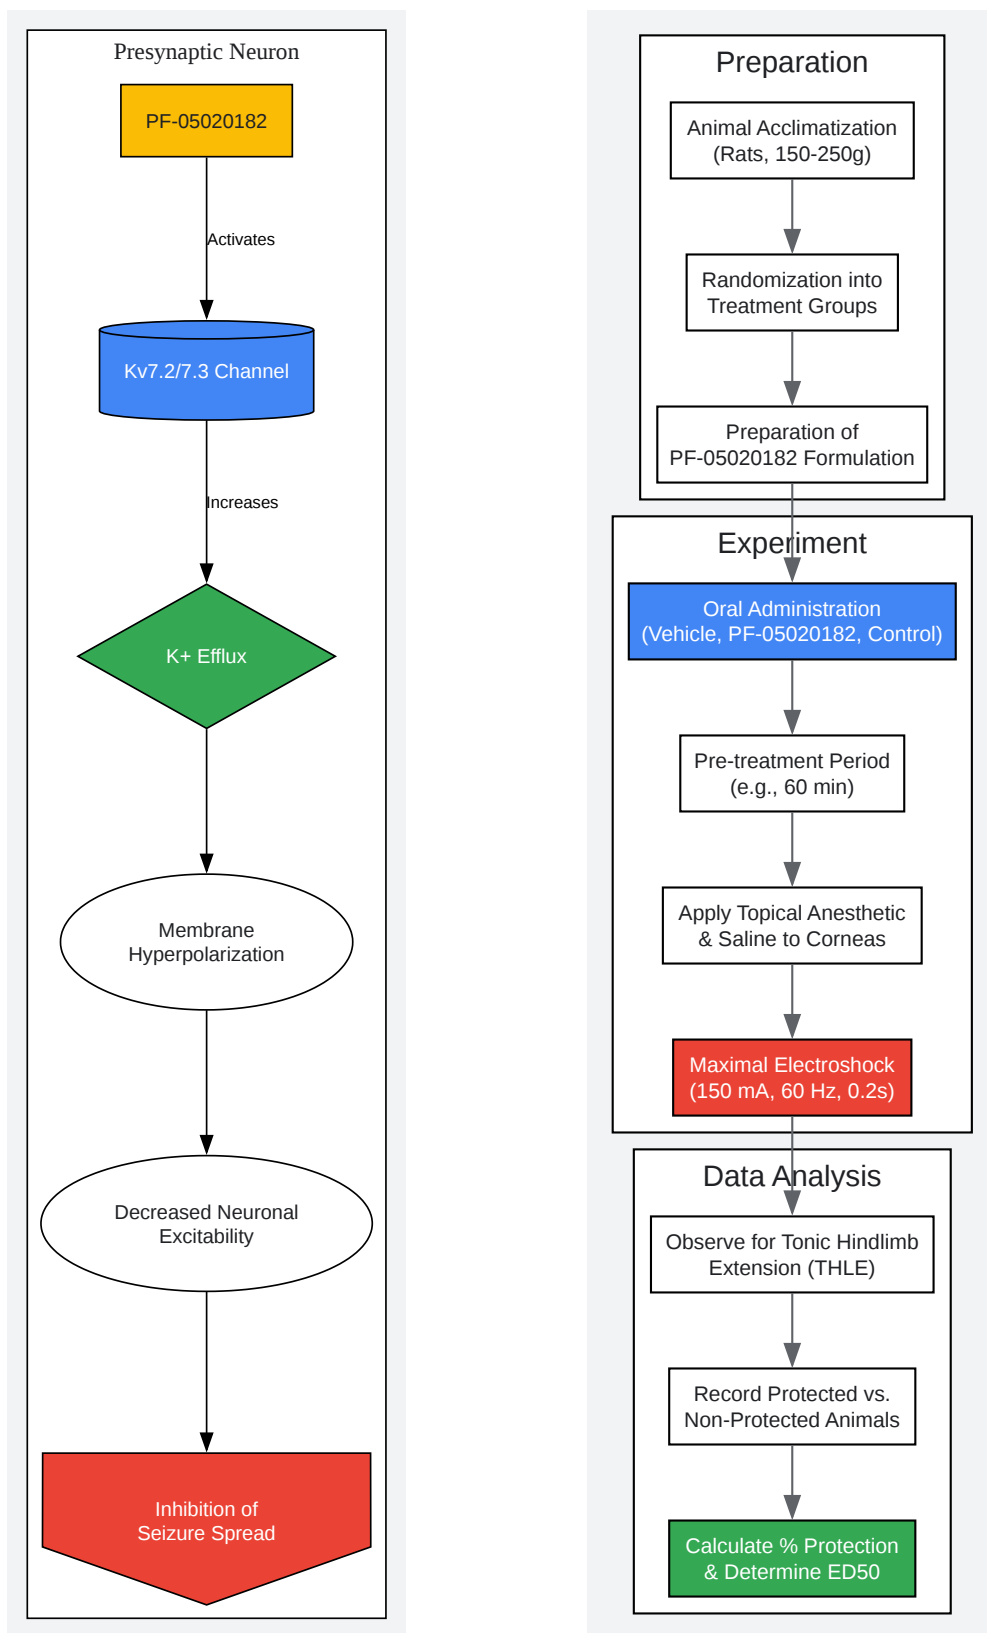 Presynaptic Neuron
PF-05020182
Activates
Kv7.2/7.3 Channel
Increases
K+ Efflux
Membrane
Hyperpolarization
Decreased Neuronal
Excitability
Inhibition of
Seizure Spread
Preparation
Animal Acclimatization
(Rats, 150-250g)
Randomization into
Treatment Groups
Preparation of
PF-05020182 Formulation
Experiment
Oral Administration
(Vehicle, PF-05020182, Control)
Pre-treatment Period
(e.g., 60 min)
Apply Topical Anesthetic
& Saline to Corneas
Maximal Electroshock
(150 mA, 60 Hz, 0.2s)
Data Analysis
Observe for Tonic Hindlimb
Extension (THLE)
Record Protected vs.
Non-Protected Animals
Calculate % Protection
& Determine ED50